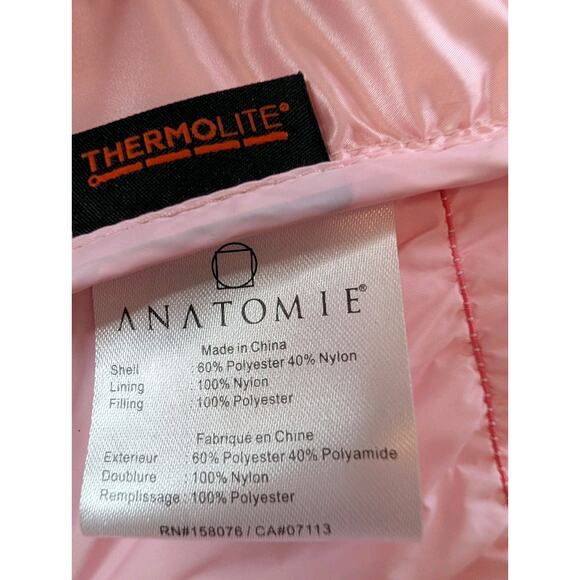 THERMOLITE®
ANATOMIE®
Made in China
Shell : 60% Polyester 40% Nylon
Lining : 100% Nylon
Filling : 100% Polyester
Fabriqué en Chine
Exterieur : 60% Polyester 40% Polyamide
Doublure : 100% Nylon
Remplissage : 100% Polyester
RN#158076 / CA#07113